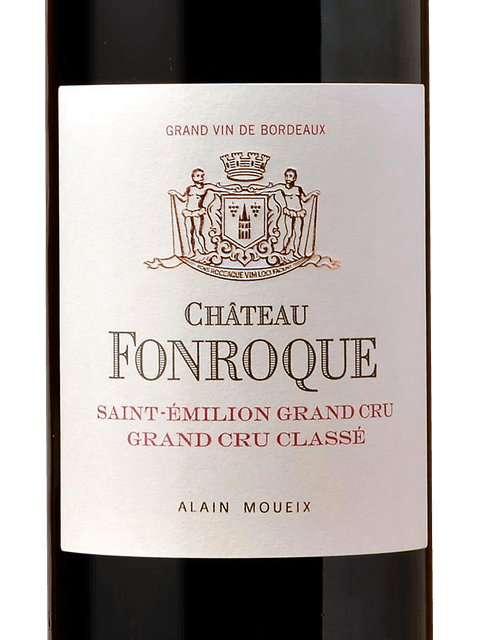 GRAND VIN DE BORDEAUX
CHÂTEAU
FONROQUE
SAINT-ÉMILION GRAND CRU
GRAND CRU CLASSÉ
ALAIN MOUEIX